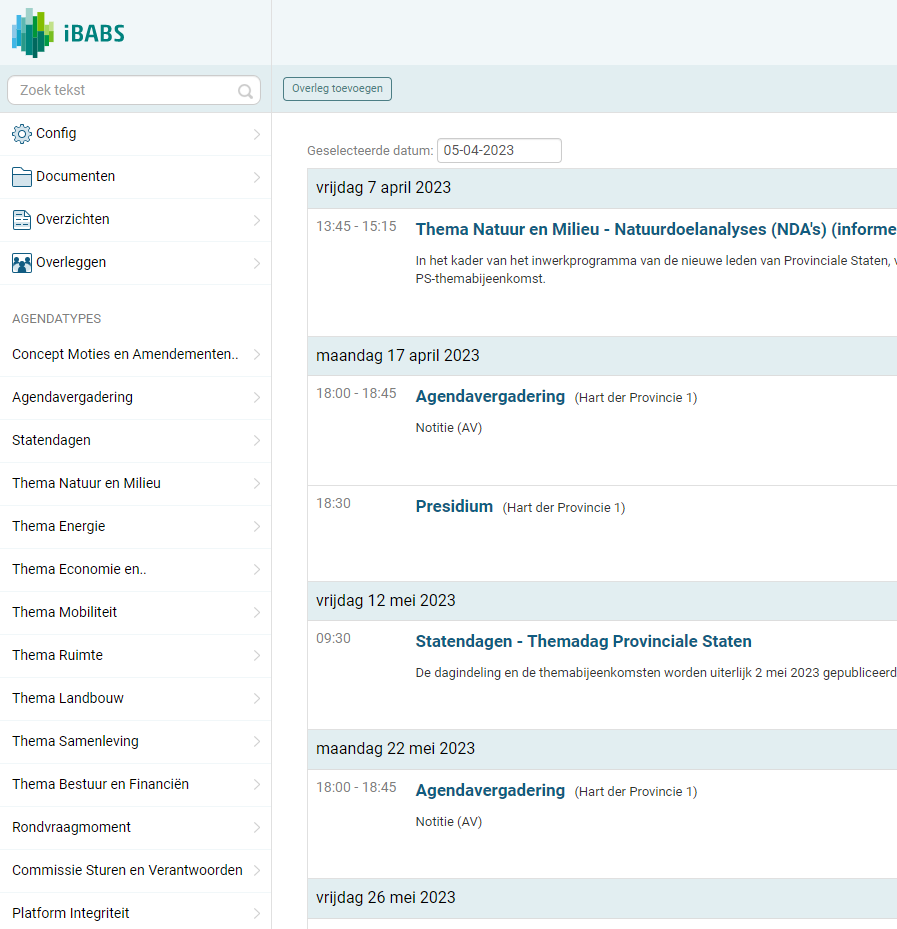 iBABS
Zoek tekst
Overleg toevoegen
Config
Documenten
Overzichten
Overleggen
AGENDATYPES
Concept Moties en Amendementen..
Agendavergadering
Statendagen
Thema Natuur en Milieu
Thema Energie
Thema Economie en..
Thema Mobiliteit
Thema Ruimte
Thema Landbouw
Thema Samenleving
Thema Bestuur en Financiën
Rondvraagmoment
Commissie Sturen en Verantwoorden
Platform Integriteit
Geselecteerde datum: 05-04-2023
vrijdag 7 april 2023
13:45 - 15:15 Thema Natuur en Milieu - Natuurdoelanalyses (NDA's) (informe
In het kader van het inwerkprogramma van de nieuwe leden van Provinciale Staten, v
PS-themabijeenkomst.
maandag 17 april 2023
18:00 - 18:45 Agendavergadering (Hart der Provincie 1)
Notitie (AV)
18:30 Presidium (Hart der Provincie 1)
vrijdag 12 mei 2023
09:30 Statendagen - Themadag Provinciale Staten
De dagindeling en de themabijeenkomsten worden uiterlijk 2 mei 2023 gepubliceerd
maandag 22 mei 2023
18:00 - 18:45 Agendavergadering (Hart der Provincie 1)
Notitie (AV)
vrijdag 26 mei 2023